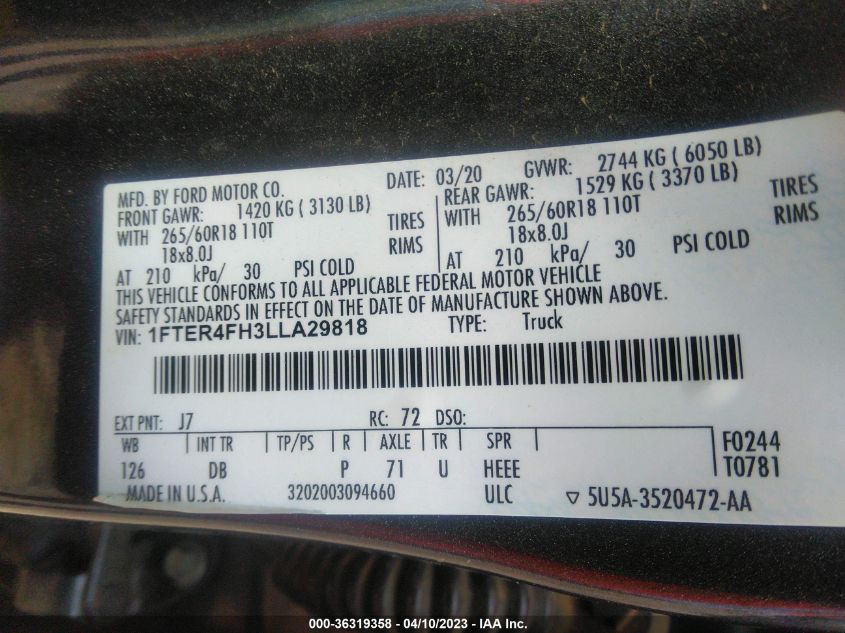 MFD. BY FORD MOTOR CO.
DATE: 03/20 GVWR: 2744 KG ( 6050 LB)
FRONT GAWR: 1420 KG ( 3130 LB)
REAR GAWR: 1529 KG ( 3370 LB)
WITH 265/60R18 110T TIRES
WITH 265/60R18 110T TIRES
18x8.0J RIMS
18x8.0J RIMS
AT 210 kPa/ 30 PSI COLD
AT 210 kPa/ 30 PSI COLD
THIS VEHICLE CONFORMS TO ALL APPLICABLE FEDERAL MOTOR VEHICLE
SAFETY STANDARDS IN EFFECT ON THE DATE OF MANUFACTURE SHOWN ABOVE.
VIN: 1FTER4FH3LLA29818 TYPE: Truck
EXT PNT: J7 RC: 72 DSO:
WB INT TR TP/PS R AXLE TR SPR F0244
126 DB P 71 U HEEE T0781
MADE IN U.S.A. 3202003094660 ULC ▽ 5U5A-3520472-AA
000-36319358 - 04/10/2023 - IAA Inc.